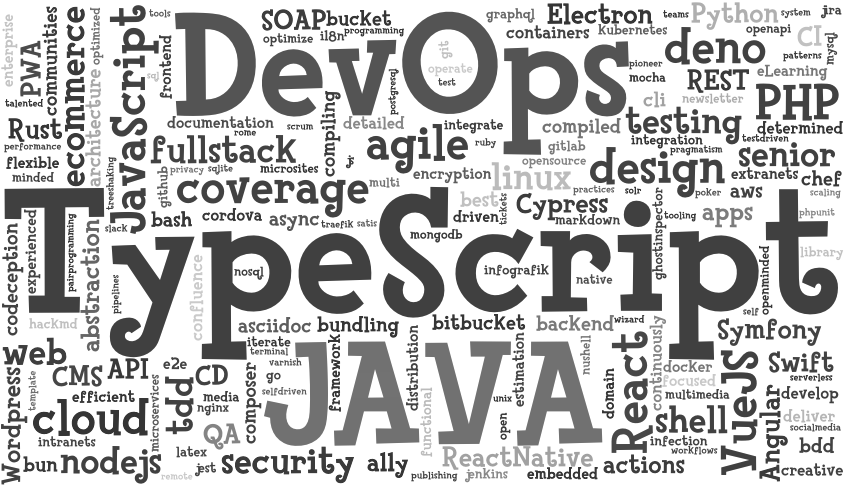 enterprise
talented
PWA
communities
ecommerce
architecture
optimized
JavaScript
tools
sql
frontend
DevOps
SOAP
bucket
optimize
i18n
programming
git
operate
test
postgresql
graphql
Electron
teams
Python
system
jra
containers
Kubernetes
openapi
CI
mysql
deno
pioneer
mocha
REST
patterns
eLearning
cli
newsletter
PHP
Rust
performance
flexible
minded
documentation
rome
scrum
compiling
detailed
integrate
compiled
testing
determined
fullstack
js
agile
ruby
gitlab
opensource
integration
testdriven
pragmatism
senior
treeshaking
github
privacy
sqlite
microsites
multi
encryption
linux
design
extranets
chef
coverage
best
practices
solr
poker
aws
scaling
bash
cordova
async
traefik
satis
slack
driven
tickets
Cypress
markdown
ghostinspector
tooling
apps
phpunit
TypeScript
mongodb
codeception
experienced
pairprogramming
abstraction
pipelines
confluence
nosql
infografik
native
library
openminded
self
hackmd
asciidoc
bundling
bitbucket
backend
wizard
Symfony
web
CMS
API
e2e
CD
iterate
terminal
varnish
go
selfdriven
framework
distribution
JAVA
estimation
nushell
domain
React
continuously
docker
focused
VueJS
Swift
serverless
Wordpress
template
efficient
tdd
media
nginx
composer
functional
unix
open
multimedia
develop
cloud
microservices
shell
Angular
deliver
socialmedia
intranets
QA
latex
ReactNative
infection
workflows
bdd
bun
nodejs
remote
jest
security
ally
publishing
jenkins
embedded
actions
creative